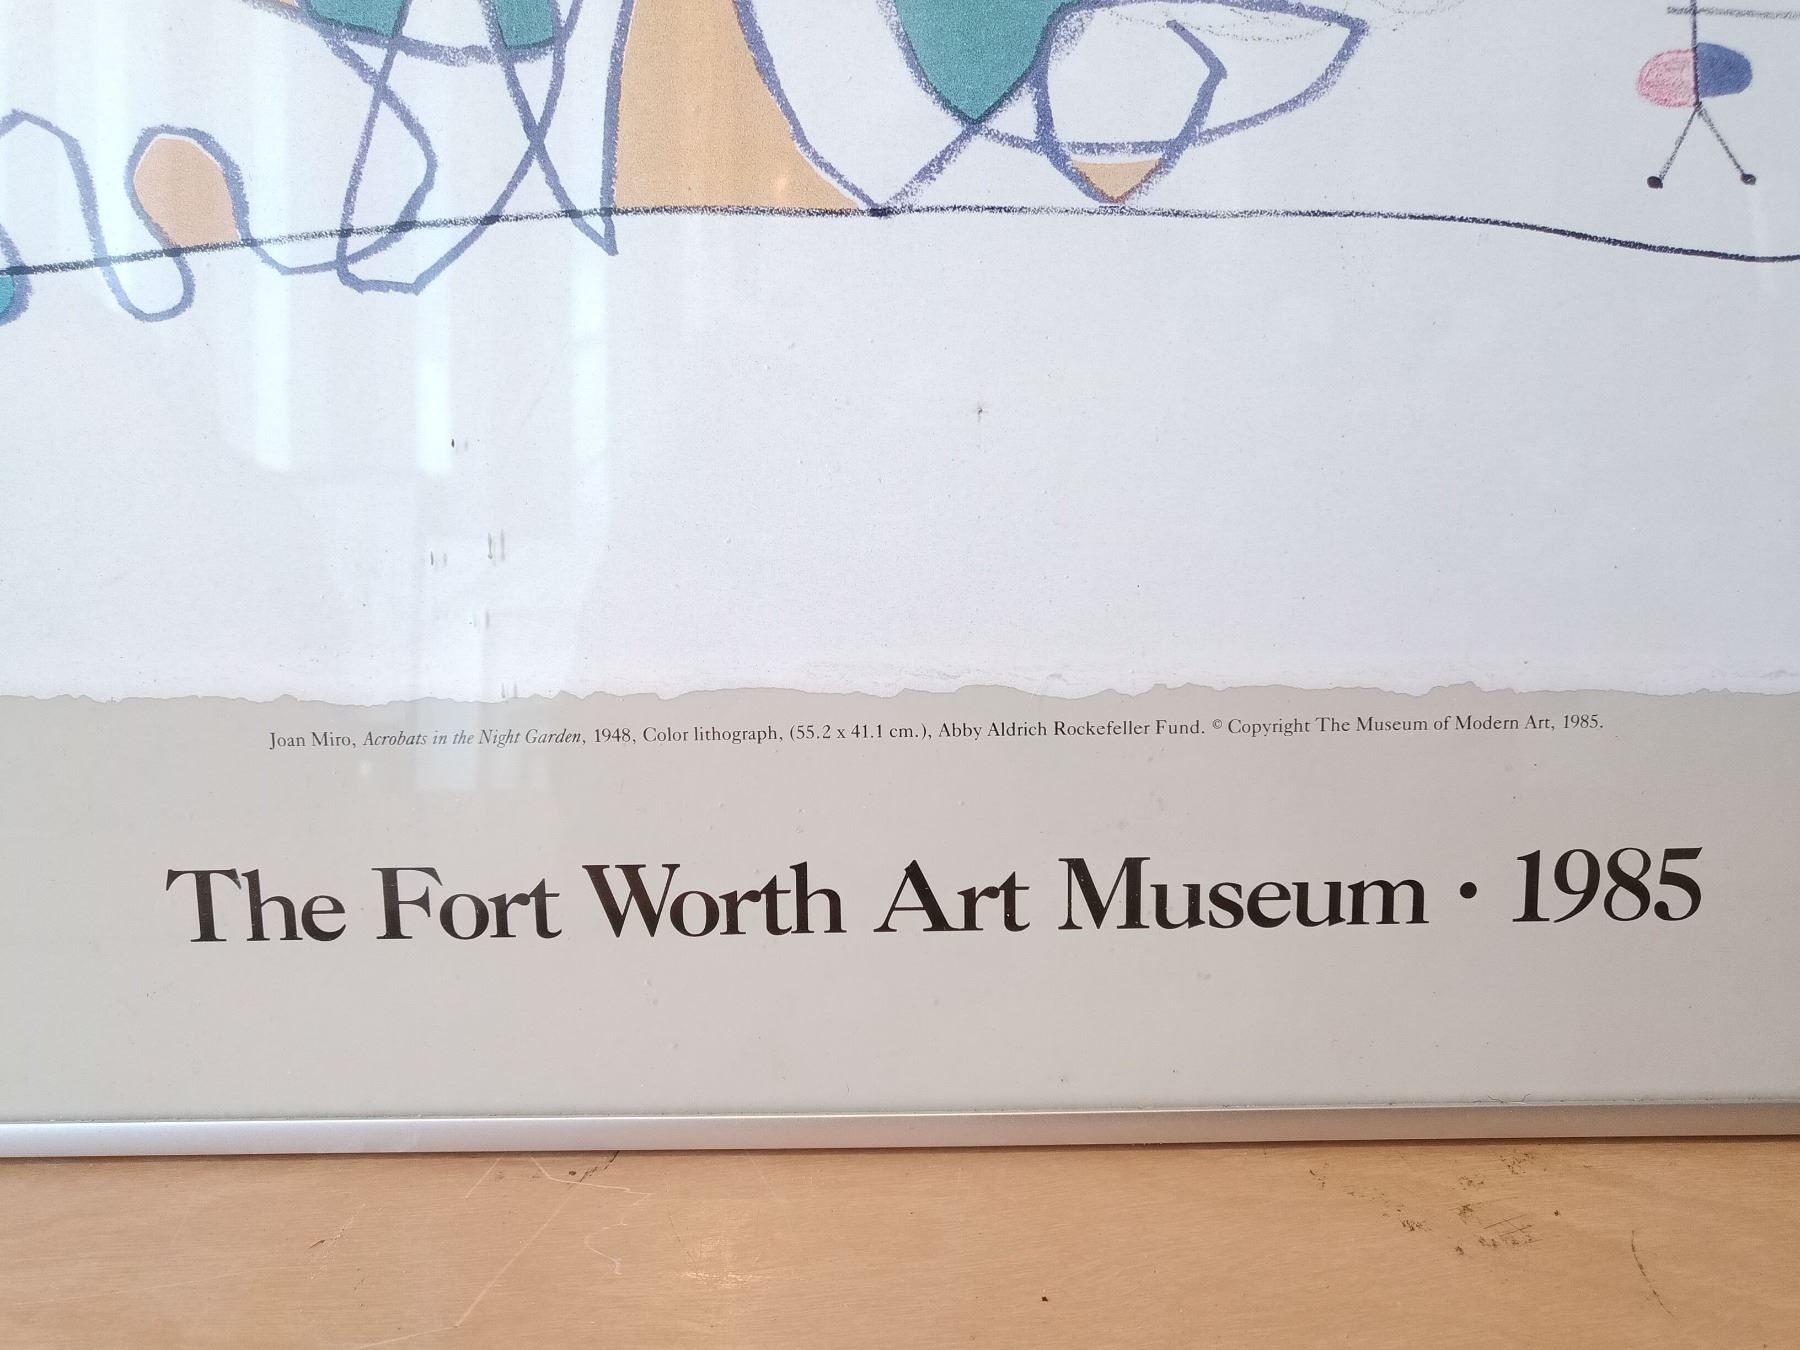 Joan Miro, Acrobats in the Night Garden, 1948, Color lithograph, (55.2 x 41.1 cm.), Abby Aldrich Rockefeller Fund. © Copyright The Museum of Modern Art, 1985.
The Fort Worth Art Museum • 1985